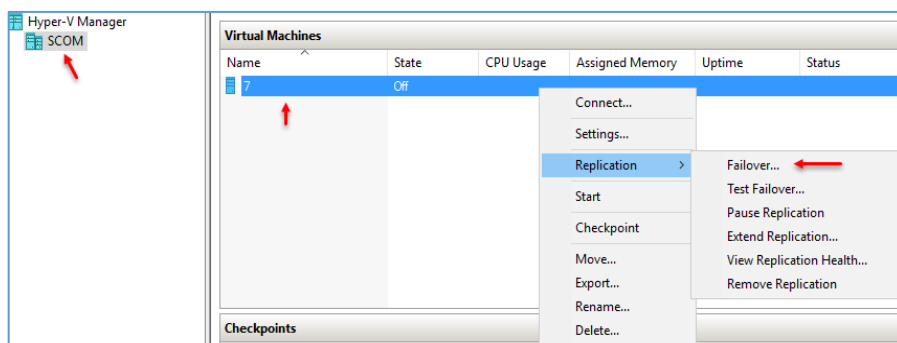 Hyper-V Manager
SCOM
Virtual Machines
Name State CPU Usage Assigned Memory Uptime Status
7 Off
Connect...
Settings...
Replication
Failover...
Start
Test Failover...
Pause Replication
Checkpoint
Extend Replication...
Move...
View Replication Health...
Export...
Remove Replication
Rename...
Checkpoints
Delete...